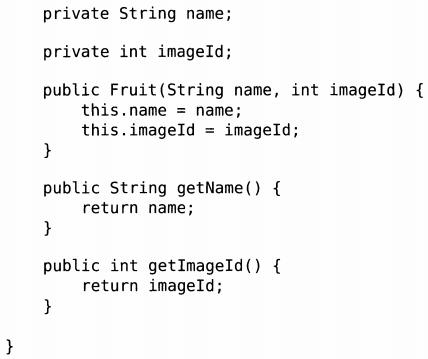 private String name;
private int imageId;
public Fruit(String name, int imageId) {
this.name = name;
this.imageId = imageId;
}
public String getName() {
return name;
}
public int getImageId() {
return imageId;
}
}